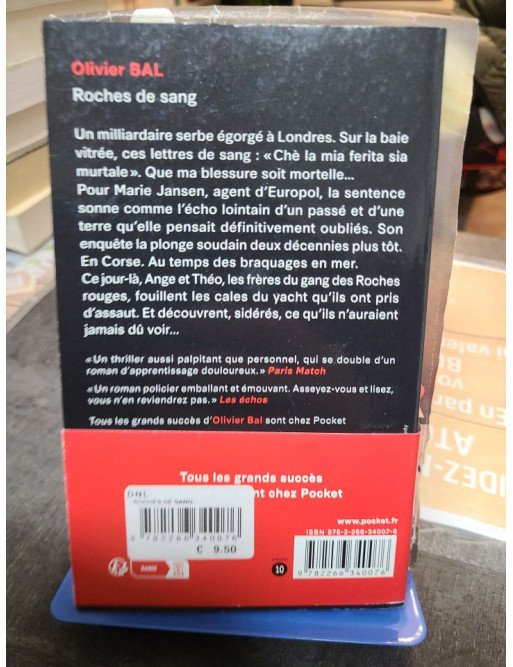 Olivier BAL
Roches de sang
Un milliardaire serbe égorgé à Londres. Sur la baie
vitrée, ces lettres de sang : « Chè la mia ferita sia
murtale ». Que ma blessure soit mortelle...
Pour Marie Jansen, agent d'Europol, la sentence
sonne comme l'écho lointain d'un passé et d'une
terre qu'elle pensait définitivement oubliés. Son
enquête la plonge soudain deux décennies plus tôt.
En Corse. Au temps des braquages en mer.
Ce jour-là, Ange et Théo, les frères du gang des Roches
rouges, fouillent les cales du yacht qu'ils ont pris
d'assaut. Et découvrent, sidérés, ce qu'ils n'auraient
jamais dû voir...
« Un thriller aussi palpitant que personnel, qui se double d'un
roman d'apprentissage douloureux. » Paris Match
« Un roman policier emballant et émouvant. Asseyez-vous et lisez,
vous n'en reviendrez pas. » Les échos
Tous les grands succès d'Olivier Bal sont chez Pocket
Tous les grands succès
nt chez Pocket
www.pocket.fr
ISBN 978-2-266-34007-6
ROCHES DE SANG
9782266340076
€ 9.50
10
9782266340076
En par
vo